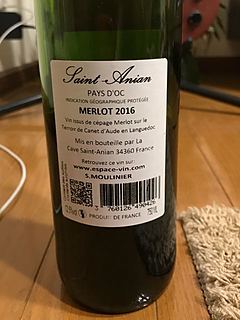 Saint-Anian
PAYS D'OC
INDICATION GÉOGRAPHIQUE PROTÉGÉE
MERLOT 2016
Vin issus de cépage Merlot sur le
Terroir de Canet d'Aude en Languedoc
Mis en bouteille par La
Cave Saint-Anian 34360 France
Retrouvez ce vin sur:
www.espace-vin.com
S.MOULINIER
760126 490426
PRODUIT DE FRANCE